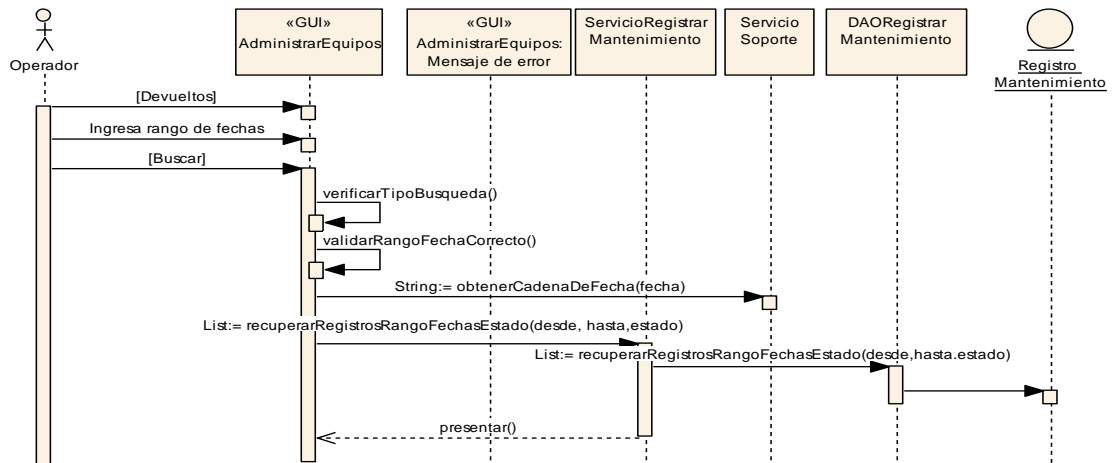 «GUI»
AdministrarEquipos
«GUI»
AdministrarEquipos:
Mensaje de error
ServicioRegistrar
Mantenimiento
Servicio
Soporte
DAORegistrar
Mantenimiento
Operador
Registro
Mantenimiento
[Devueltos]
Ingresa rango de fechas
[Buscar]
verificarTipoBusqueda()
validarRangoFechaCorrecto()
String:= obtenerCadenaDeFecha(fecha)
List:= recuperarRegistrosRangoFechasEstado(desde, hasta,estado)
List:= recuperarRegistrosRangoFechasEstado(desde,hasta.estado)
presentar()